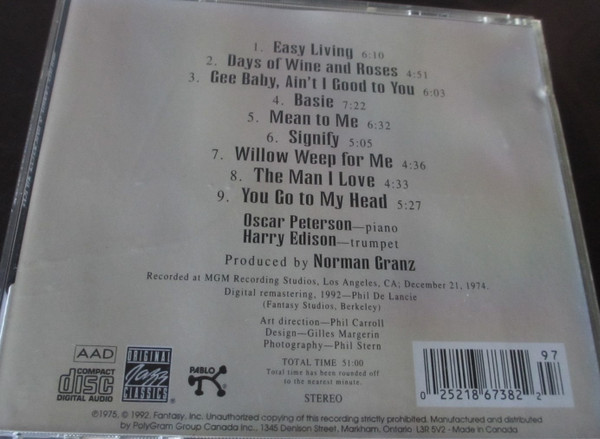 1. Easy Living 6:10
2. Days of Wine and Roses 4:51
3. Gee Baby, Ain't I Good to You 6:03
4. Basie 7:22
5. Mean to Me 6:32
6. Signify 5:05
7. Willow Weep for Me 4:36
8. The Man I Love 4:33
9. You Go to My Head 5:27
Oscar Peterson—piano
Harry Edison—trumpet
Produced by Norman Granz
Recorded at MGM Recording Studios, Los Angeles, CA; December 21, 1974.
Digital remastering, 1992—Phil De Lancie
(Fantasy Studios, Berkeley)
Art direction—Phil Carroll
Design—Gilles Margerin
Photography—Phil Stern
TOTAL TIME 51:00
Total time has been rounded off
to the nearest minute.
STEREO
AAD
COMPACT
disc
DIGITAL AUDIO
ORIGINAL
Jazz
CLASSICS
PABLO
97
0 25218 67382 2
©1975, ℗ 1992, Fantasy, Inc. Unauthorized copying of this recording strictly prohibited. Manufactured and distributed
by PolyGram Group Canada Inc., 1345 Denison Street, Markham, Ontario L3R 5V2 • Made in Canada